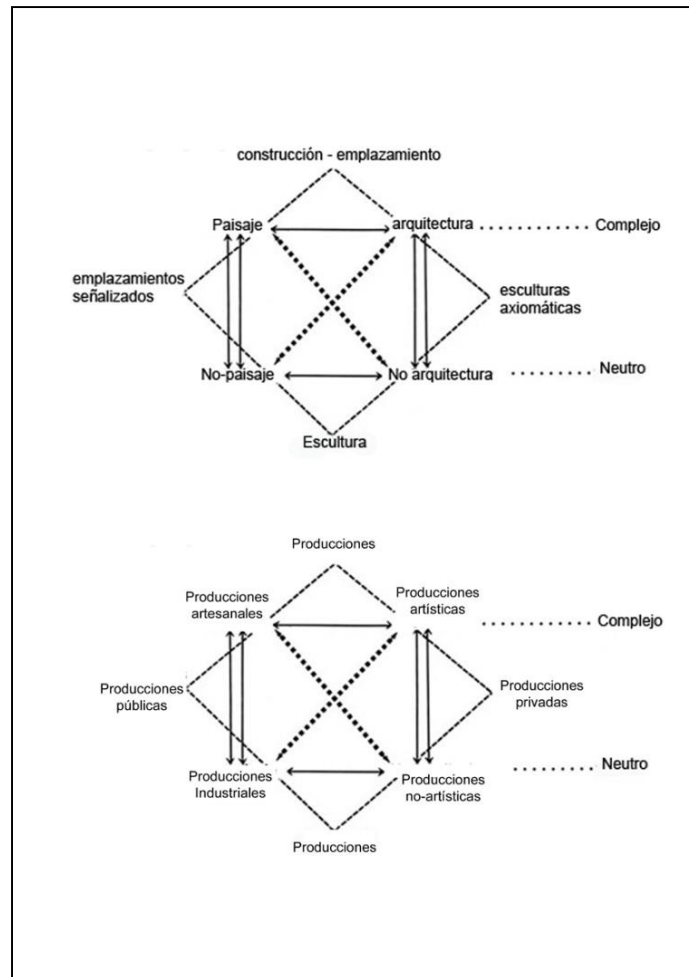 construcción - emplazamiento
Paisaje arquitectura Complejo
emplazamientos
señalizados
esculturas
axiomáticas
No-paisaje No arquitectura Neutro
Escultura
Producciones
Producciones
artesanales
Producciones
artísticas
Complejo
Producciones
públicas
Producciones
privadas
Producciones
Industriales
Producciones
no-artísticas
Neutro
Producciones